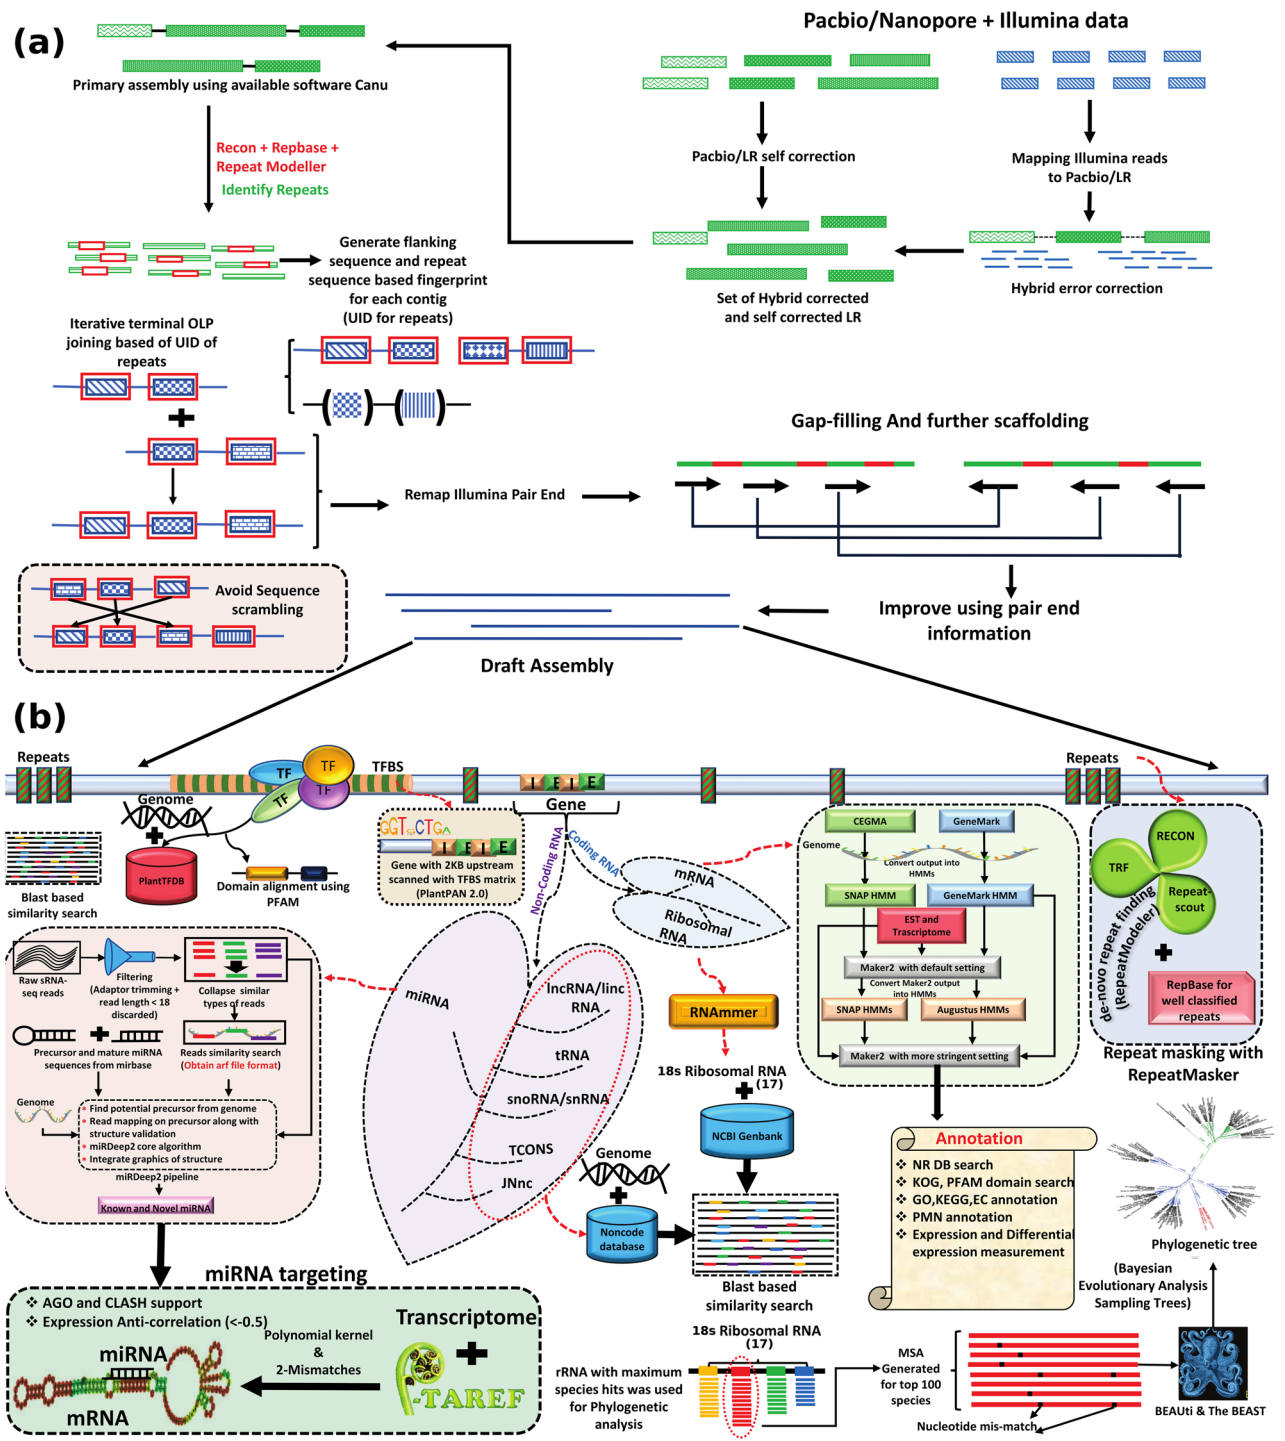 (a)
Pacbio/Nanopore + Illumina data
Primary assembly using available software Canu
Recon + Repbase +
Repeat Modeller
Identify Repeats
Pacbio/LR self correction
Mapping Illumina reads
to Pacbio/LR
Hybrid error correction
Set of Hybrid corrected
and self corrected LR
Generate flanking
sequence and repeat
sequence based fingerprint
for each contig
(UID for repeats)
Iterative terminal OLP
joining based of UID of
repeats
+
Remap Illumina Pair End
Gap-filling And further scaffolding
Avoid Sequence
scrambling
Improve using pair end
information
Draft Assembly
(b)
Repeats
TF
TF
TF
TF
TFBS
I
E
I
E
Gene
Repeats
Genome
+
PlantTFDB
Blast based
similarity search
Domain alignment using
PFAM
GGTGCTGA
I
E
I
E
Gene with 2KB upstream
scanned with TFBS matrix
(PlantPAN 2.0)
Non-Coding RNA
Coding RNA
mRNA
Ribosomal
RNA
CEGMA
GeneMark
Genome
Convert output into
HMMs
SNAP HMM
GeneMark HMM
EST and
Trascriptome
Maker2 with default setting
Convert Maker2 output
into HMMs
SNAP HMMs
Augustus HMMs
Maker2 with more stringent setting
RECON
TRF
Repeat-
scout
de-novo repeat finding
(RepeatModeler)
+
RepBase for
well classified
repeats
Repeat masking with
RepeatMasker
Raw sRNA-
seq reads
Filtering
(Adaptor trimming +
read length < 18
discarded)
Collapse similar
types of reads
+
Precursor and mature miRNA
sequences from mirbase
Reads similarity search
(Obtain arf file format)
Genome
Find potential precursor from genome
Read mapping on precursor along with
structure validation
miRDeep2 core algorithm
Integrate graphics of structure
miRDeep2 pipeline
Known and Novel miRNA
miRNA
lncRNA/linc
RNA
tRNA
snoRNA/snRNA
TCONS
JNnc
RNAmmer
18s Ribosomal RNA
(17)
+
NCBI Genbank
Genome
+
Noncode
database
Blast based
similarity search
Annotation
NR DB search
KOG, PFAM domain search
GO,KEGG,EC annotation
PMN annotation
Expression and Differential
expression measurement
Phylogenetic tree
(Bayesian
Evolutionary Analysis
Sampling Trees)
miRNA targeting
AGO and CLASH support
Expression Anti-correlation (<-0.5)
miRNA
mRNA
Polynomial kernel
&
2-Mismatches
Transcriptome
+
P-TAREF
18s Ribosomal RNA
(17)
rRNA with maximum
species hits was used
for Phylogenetic
analysis
MSA
Generated
for top 100
species
Nucleotide mis-match
BEAUti & The BEAST